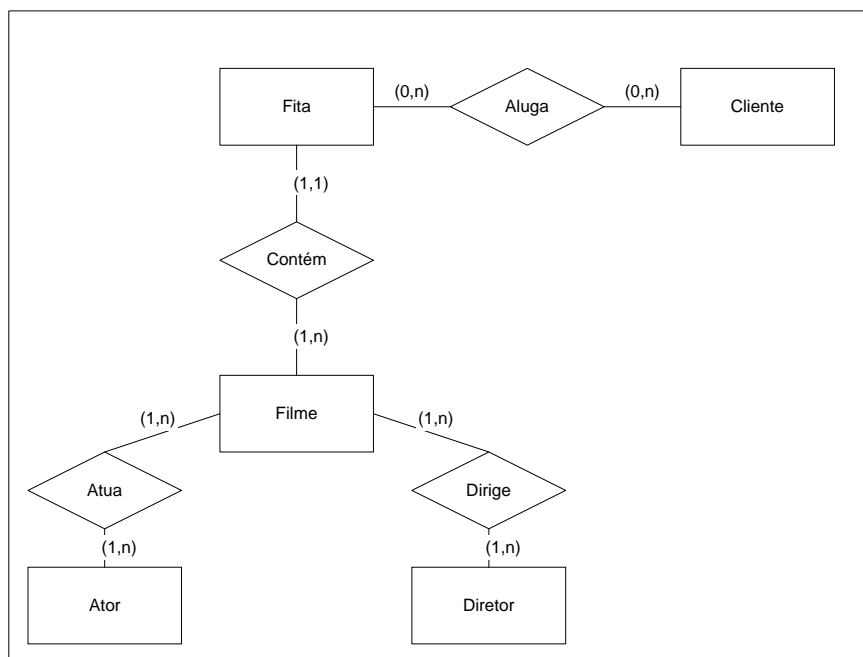 Fita
(0,n)
Aluga
(0,n)
Cliente
(1,1)
Contém
(1,n)
Filme
(1,n)
(1,n)
Atua
Dirige
(1,n)
(1,n)
Ator
Diretor